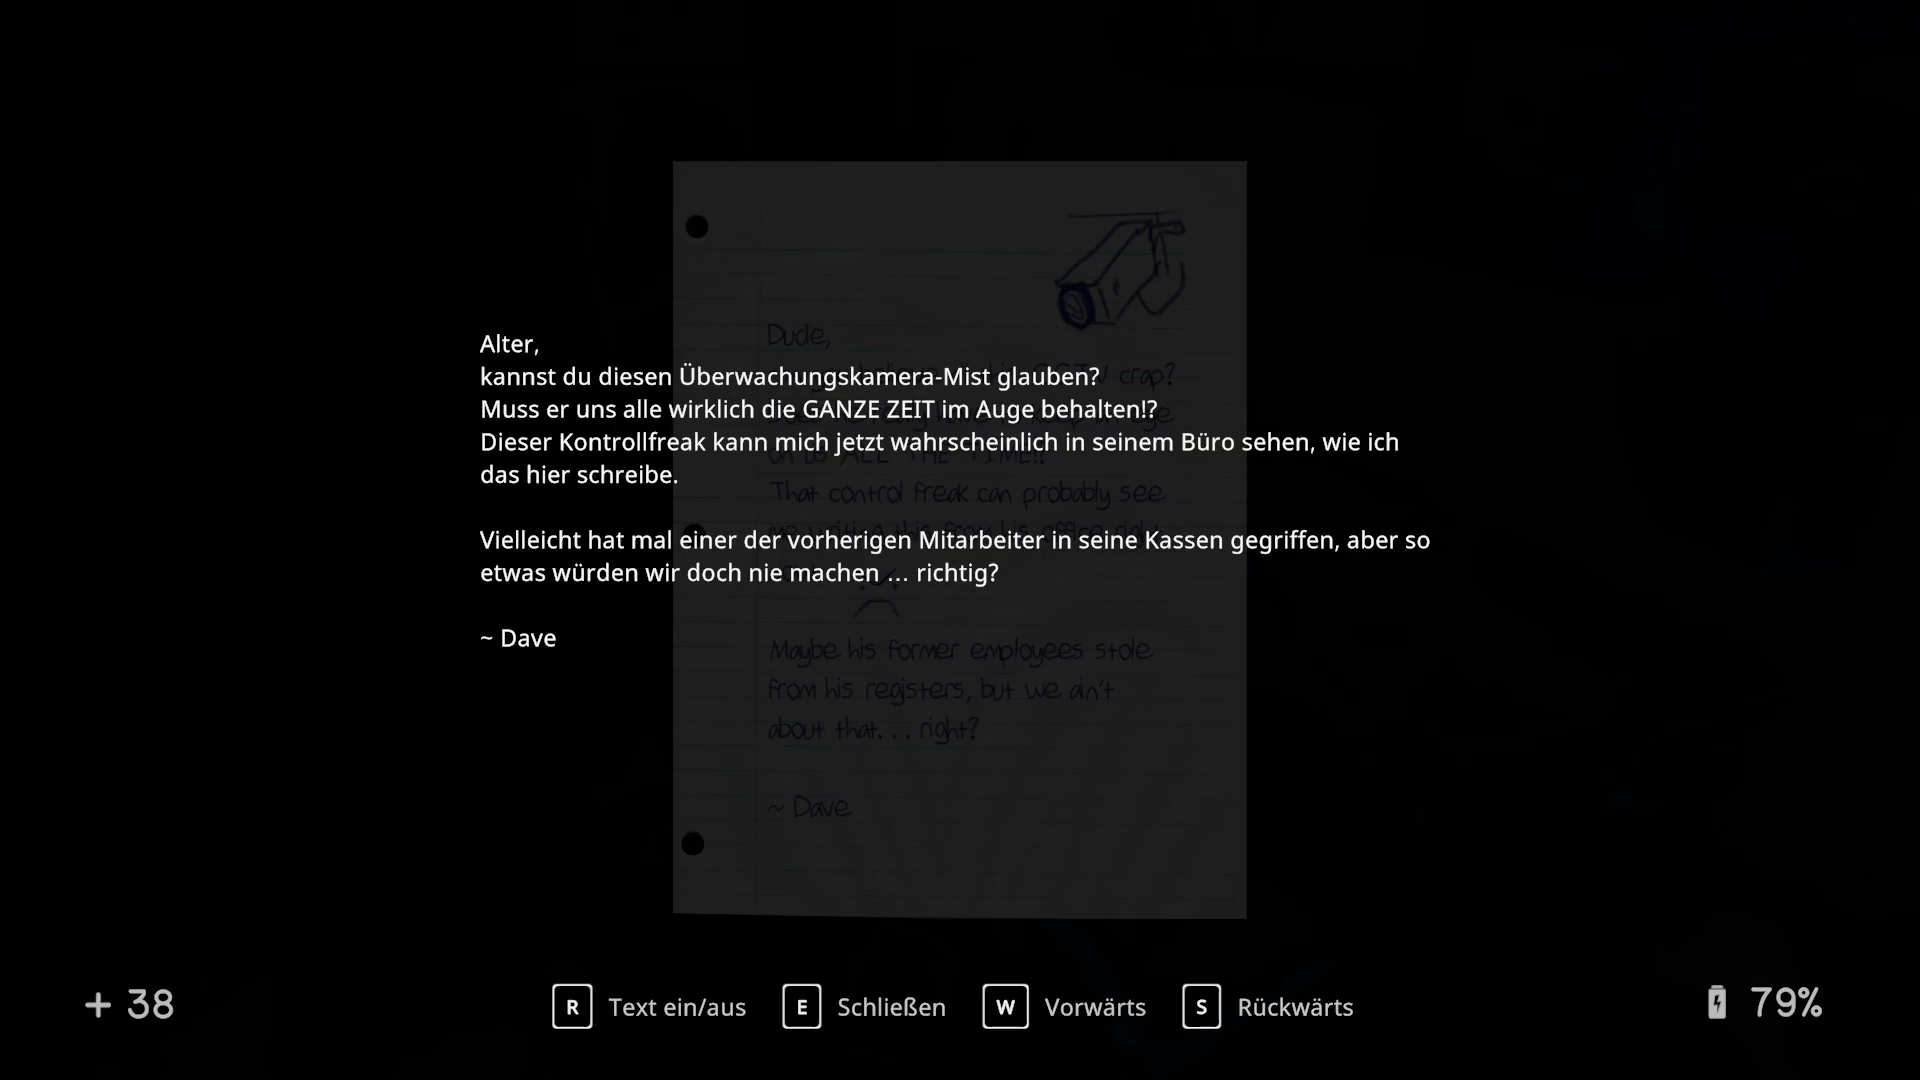 Alter,
kannst du diesen Überwachungskamera-Mist glauben?
Muss er uns alle wirklich die GANZE ZEIT im Auge behalten!?
Dieser Kontrollfreak kann mich jetzt wahrscheinlich in seinem Büro sehen, wie ich
das hier schreibe.
Vielleicht hat mal einer der vorherigen Mitarbeiter in seine Kassen gegriffen, aber so
etwas würden wir doch nie machen … richtig?
~ Dave
Dude,
crap?
ALL THE TIME!!
That control freak can probably see
Maybe his former employees stole
from his registers, but we ain't
about that... right?
~ Dave
+ 38
R Text ein/aus E Schließen W Vorwärts S Rückwärts
79%